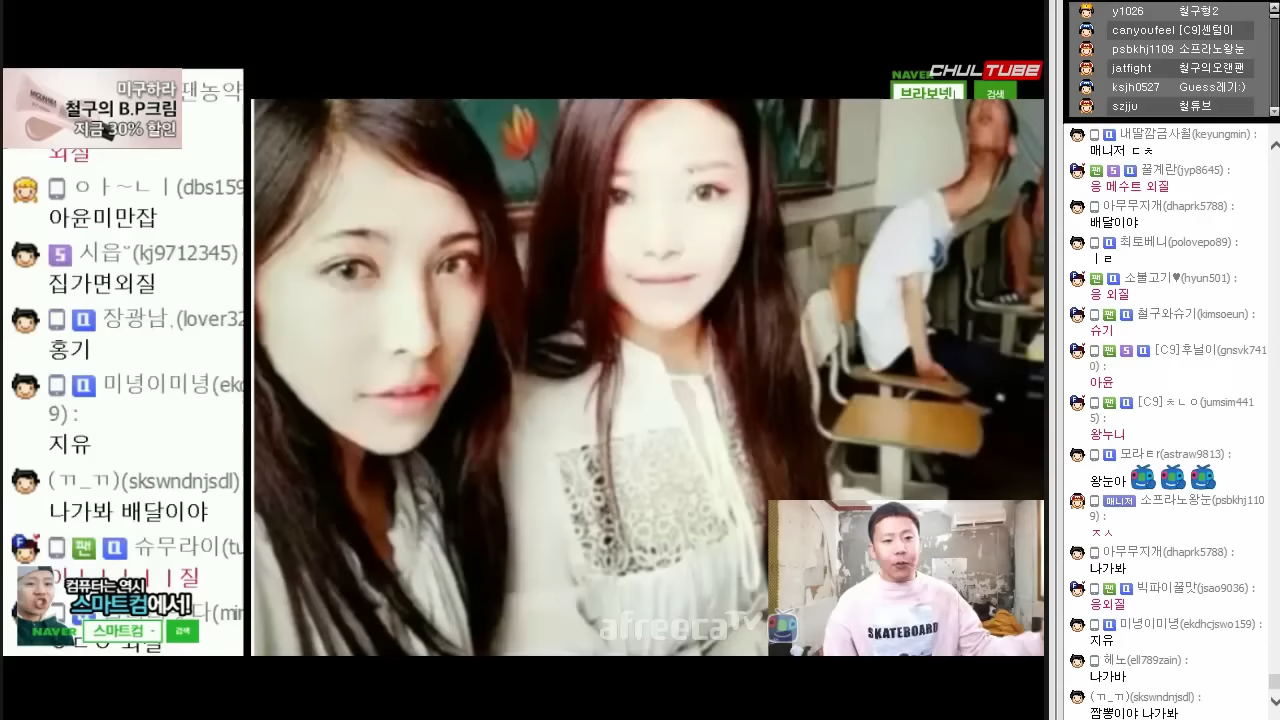 미구하라
철구의 B.P크림
지금 30% 할인
팬농약
외질
ㅇㅏ~ㄴㅣ(dbs159
아윤미만잡
시읍˝(kj9712345)
집가면외질
장광남.(lover32
홍기
미녕이미녕(ekd
9) :
지유
(ㄲ_ㄲ)(skswndnjsdl)
나가봐 배달이야
슈무라이(tu
컴퓨터는 역시
스마트컴에서!
NAVER 스마트컴 검색
NAVER
CHULTUBE
브라보넷 검색
SKATEBOARD
afreecaTV
y1026 철구형2
canyoufeel [C9]센텀이
psbkhj1109 소프라노왕눈
jatfight 철구의오랜팬
ksjh0527 Guess레기:)
szjju 철튜브
내딸깜금사월(keyungmin) :
매니저 ㄷㅊ
꿀계란(jyp8645) :
응 메수트 외질
아무무지개(dhaprk5788) :
배달이야
최토베니(polovepo89) :
ㅣㄹ
소불고기♥(hyun501) :
응 외질
철구와슈기(kimsoeun) :
슈기
[C9]후널이(gnsvk741
0) :
아윤
[C9]ㅊㄴㅇ(jumsim4415) :
왕누니
모라ㅌr(astraw9813) :
왕눈아
매니저 소프라노왕눈(psbkhj1109) :
ㅈㅅ
아무무지개(dhaprk5788) :
나가봐
빅파이꿀맛(jsao9036) :
응외질
미녕이미녕(ekdhcjswo159) :
지유
헤노(ell789zain) :
나가바
(ㄲ_ㄲ)(skswndnjsdl) :
짬뽕이야 나가봐